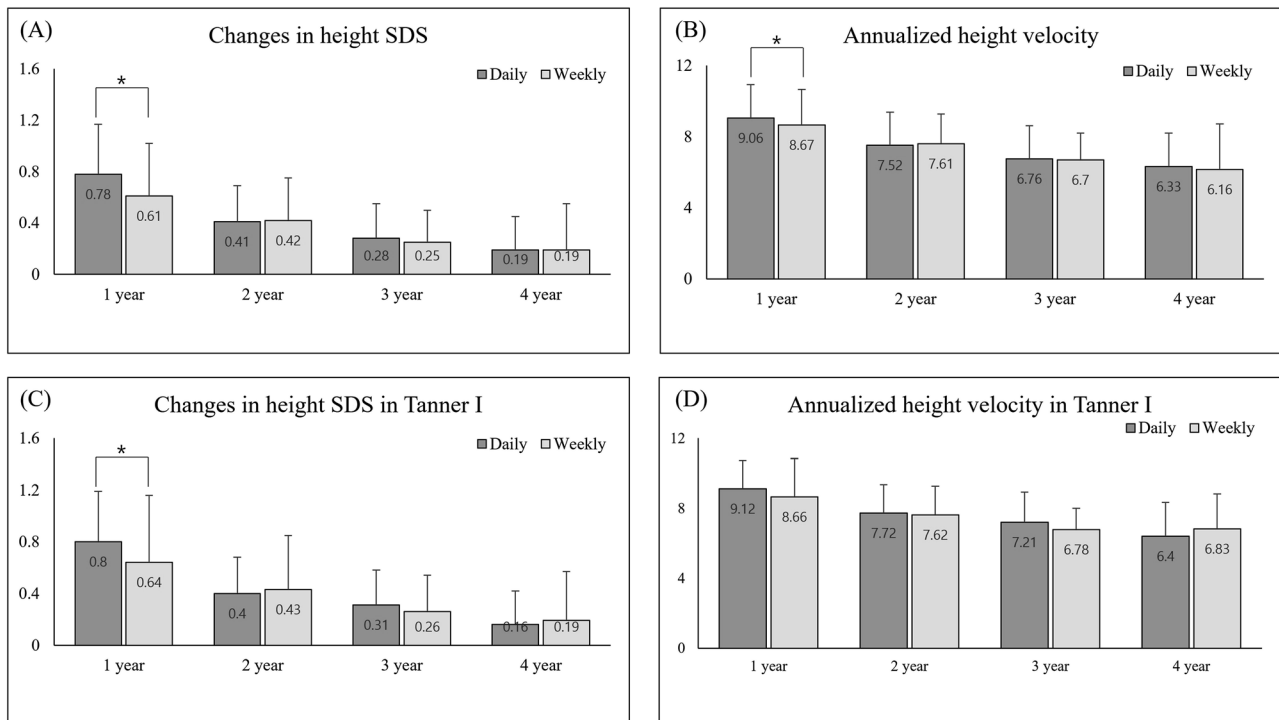 (A)
Changes in height SDS
Daily Weekly
1.6
1.2
0.8
0.4
0
*
0.78 0.61 0.41 0.42 0.28 0.25 0.19 0.19
1 year 2 year 3 year 4 year
(B)
Annualized height velocity
Daily Weekly
12
8
4
0
*
9.06 8.67 7.52 7.61 6.76 6.7 6.33 6.16
1 year 2 year 3 year 4 year
(C)
Changes in height SDS in Tanner I
Daily Weekly
1.6
1.2
0.8
0.4
0
*
0.8 0.64 0.4 0.43 0.31 0.26 0.16 0.19
1 year 2 year 3 year 4 year
(D)
Annualized height velocity in Tanner I
Daily Weekly
12
8
4
0
9.12 8.66 7.72 7.62 7.21 6.78 6.4 6.83
1 year 2 year 3 year 4 year